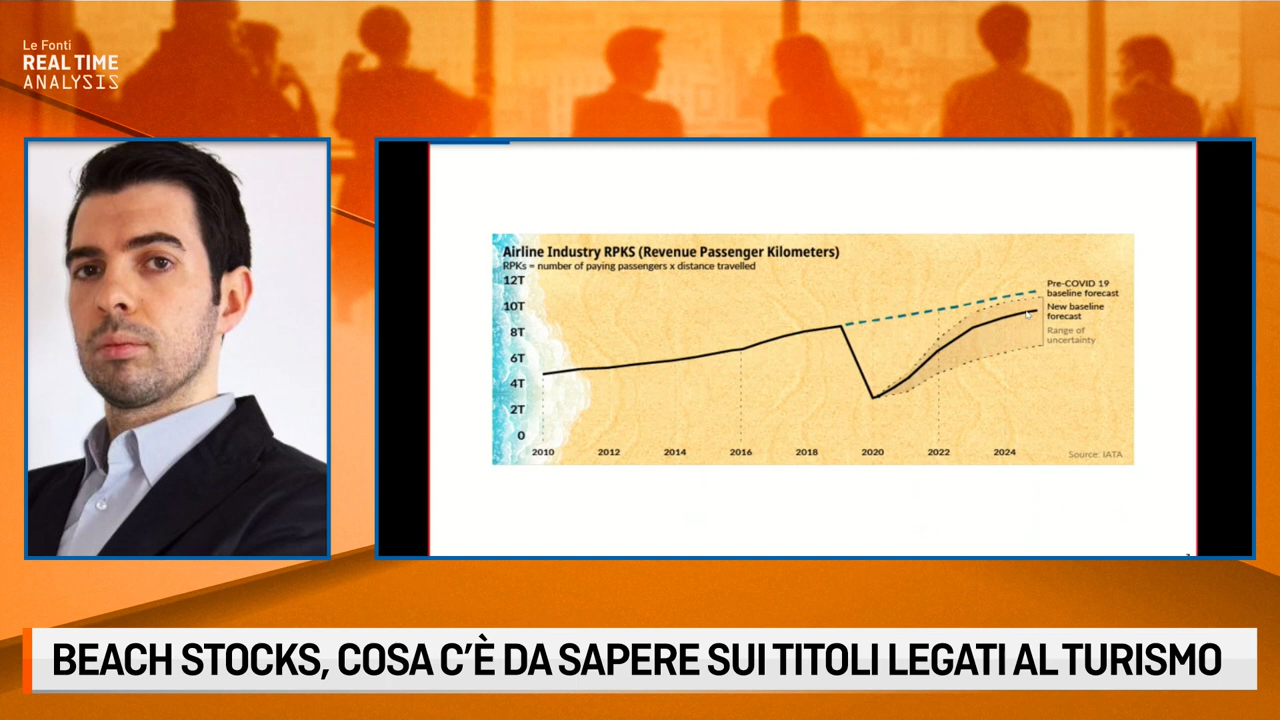 Le Fonti
REAL TIME
ANALYSIS
Airline Industry RPKS (Revenue Passenger Kilometers)
RPKs = number of paying passengers x distance travelled
12T
10T
8T
6T
4T
2T
0
2010 2012 2014 2016 2018 2020 2022 2024
Pre-COVID 19
baseline forecast
New baseline
forecast
Range of
uncertainty
Source: IATA
BEACH STOCKS, COSA C'È DA SAPERE SUI TITOLI LEGATI AL TURISMO